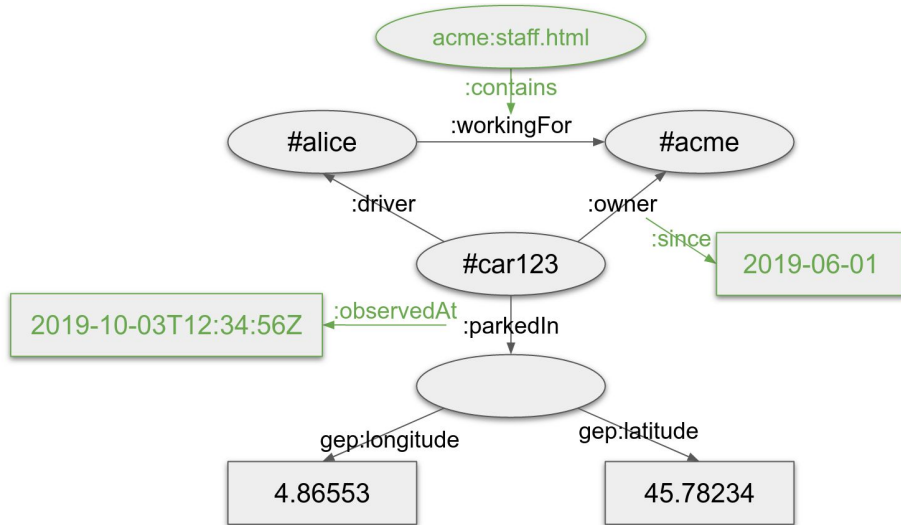 acme:staff.html
:contains
:workingFor
#alice
#acme
:driver
:owner
:since
#car123
2019-06-01
:observedAt
2019-10-03T12:34:56Z
:parkedIn
gep:longitude
gep:latitude
4.86553
45.78234